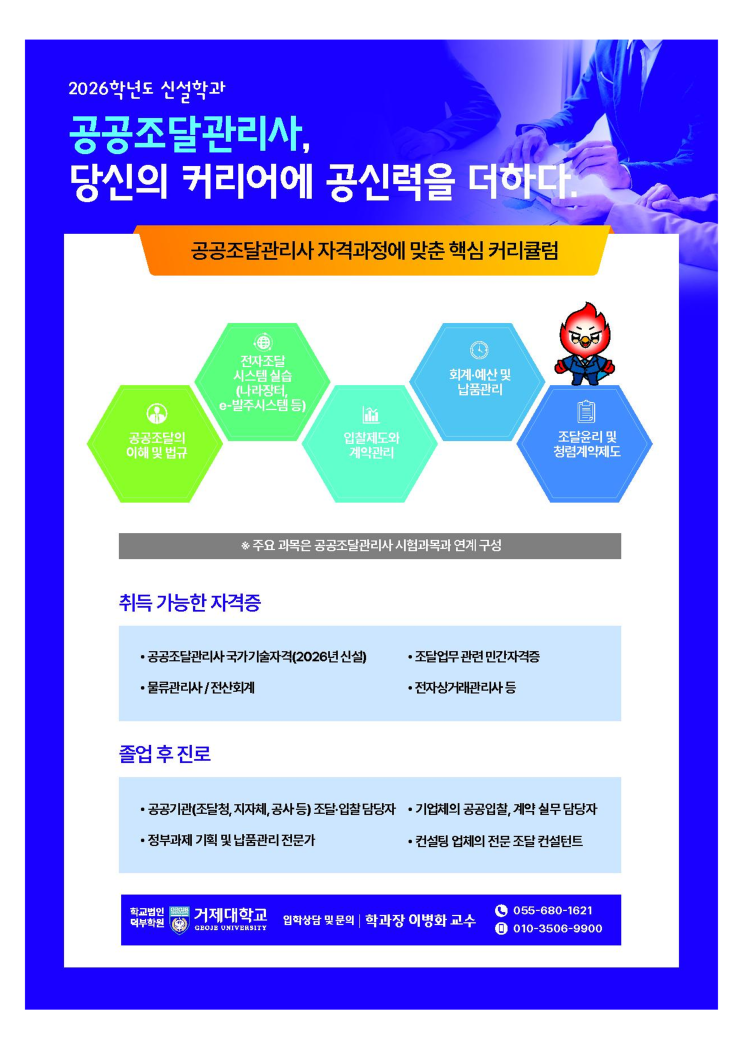 2026학년도 신설학과
공공조달관리사,
당신의 커리어에 공신력을 더하다.
공공조달관리사 자격과정에 맞춘 핵심 커리큘럼
공공조달의
이해 및 법규
전자조달
시스템 실습
(나라장터,
e-발주시스템 등)
입찰제도와
계약관리
회계·예산 및
납품관리
조달윤리 및
청렴계약제도
※ 주요 과목은 공공조달관리사 시험과목과 연계 구성
취득 가능한 자격증
• 공공조달관리사 국가기술자격(2026년 신설)
• 조달업무 관련 민간자격증
• 물류관리사 / 전산회계
• 전자상거래관리사 등
졸업 후 진로
• 공공기관(조달청, 지자체, 공사 등) 조달·입찰 담당자
• 기업체의 공공입찰, 계약 실무 담당자
• 정부과제 기획 및 납품관리 전문가
• 컨설팅 업체의 전문 조달 컨설턴트
학교법인
덕부학원
거제대학교
GEOJE UNIVERSITY
입학상담 및 문의 | 학과장 이병화 교수
055-680-1621
010-3506-9900